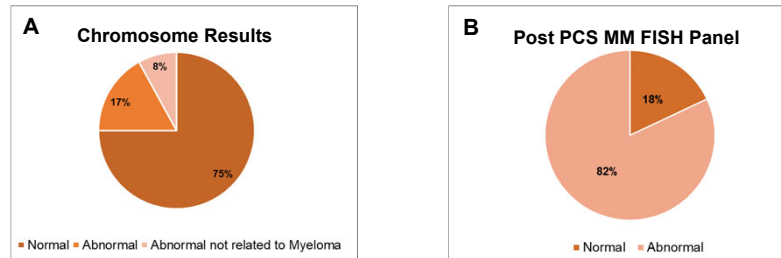 A
Chromosome Results
8%
17%
75%
Normal Abnormal Abnormal not related to Myeloma
B
Post PCS MM FISH Panel
18%
82%
Normal Abnormal